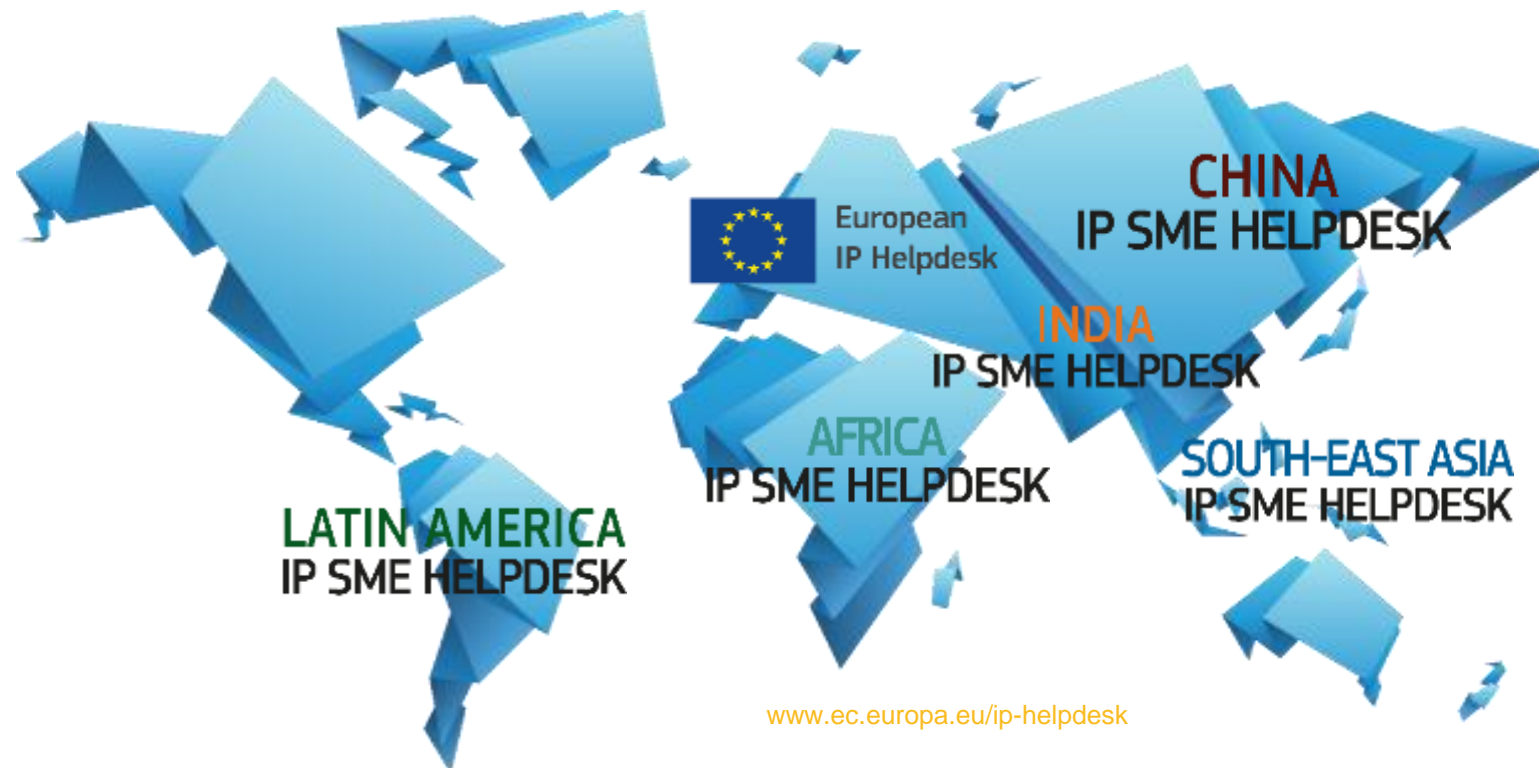 CHINA
IP SME HELPDESK
European
IP Helpdesk
INDIA
IP SME HELPDESK
AFRICA
IP SME HELPDESK
SOUTH-EAST ASIA
IP SME HELPDESK
LATIN AMERICA
IP SME HELPDESK
www.ec.europa.eu/ip-helpdesk